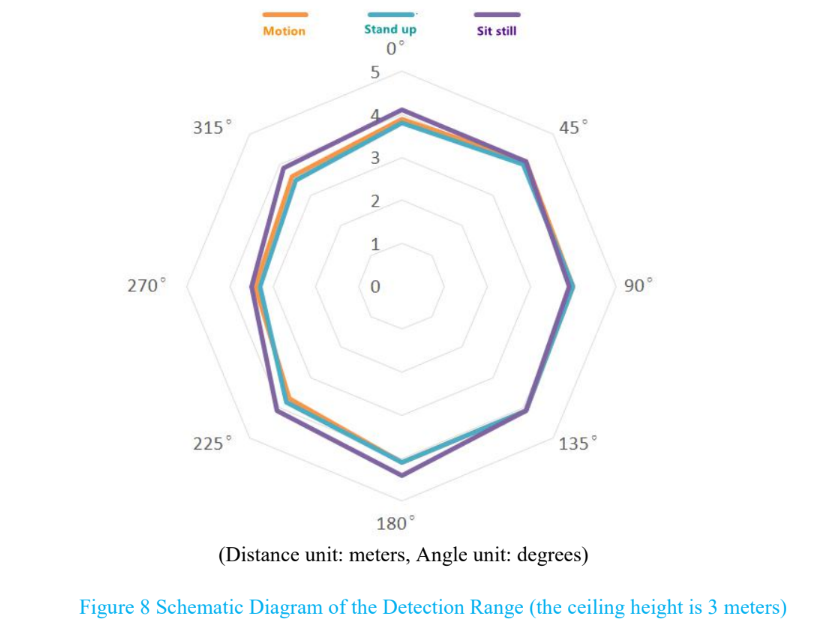 Motion Stand up Sit still
0°
5
315° 4 45°
3
2
1
270° 0 90°
225° 135°
180°
(Distance unit: meters, Angle unit: degrees)
Figure 8 Schematic Diagram of the Detection Range (the ceiling height is 3 meters)